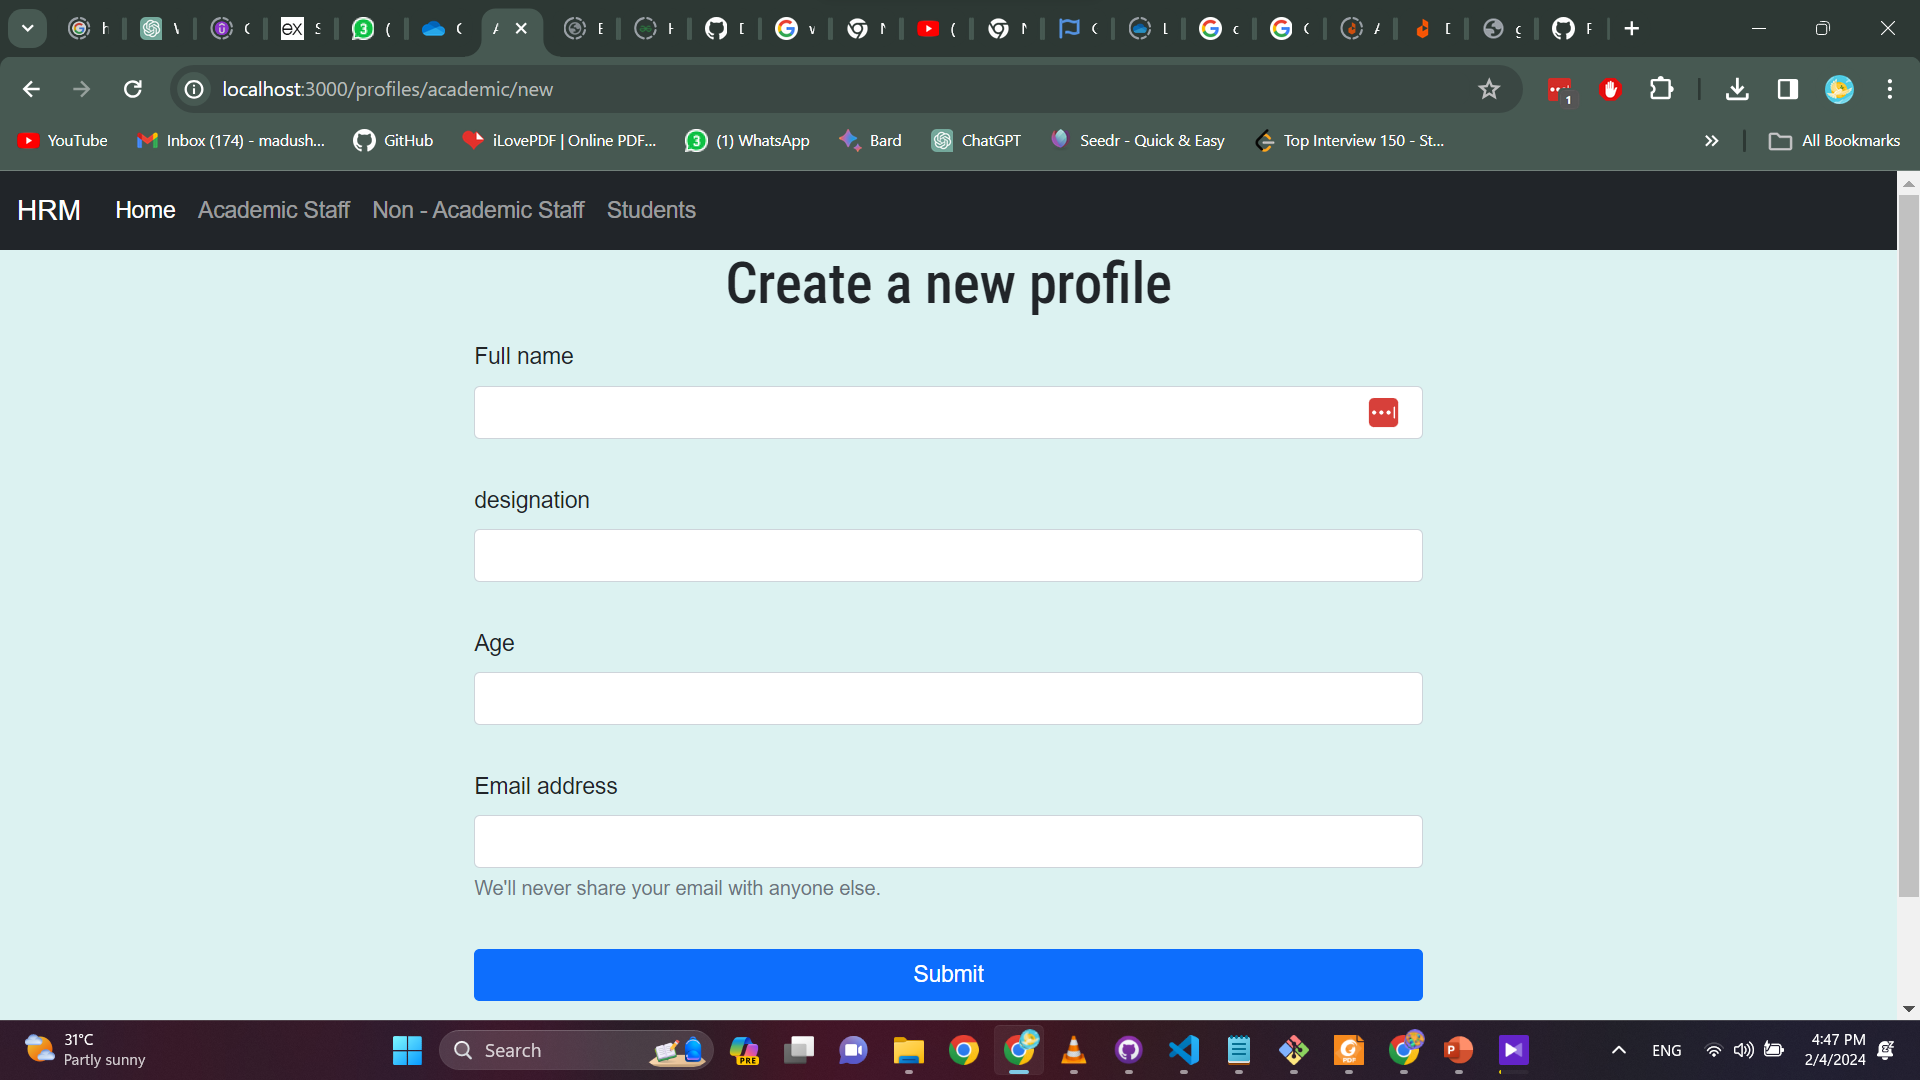 localhost:3000/profiles/academic/new
1
YouTube
Inbox (174) - madush...
GitHub
iLovePDF | Online PDF...
3
(1) WhatsApp
Bard
ChatGPT
Seedr - Quick & Easy
Top Interview 150 - St...
All Bookmarks
HRM
Home
Academic Staff
Non - Academic Staff
Students
Create a new profile
Full name
designation
Age
Email address
We'll never share your email with anyone else.
Submit
31°C
Partly sunny
Search
PRE
ENG
4:47 PM
2/4/2024